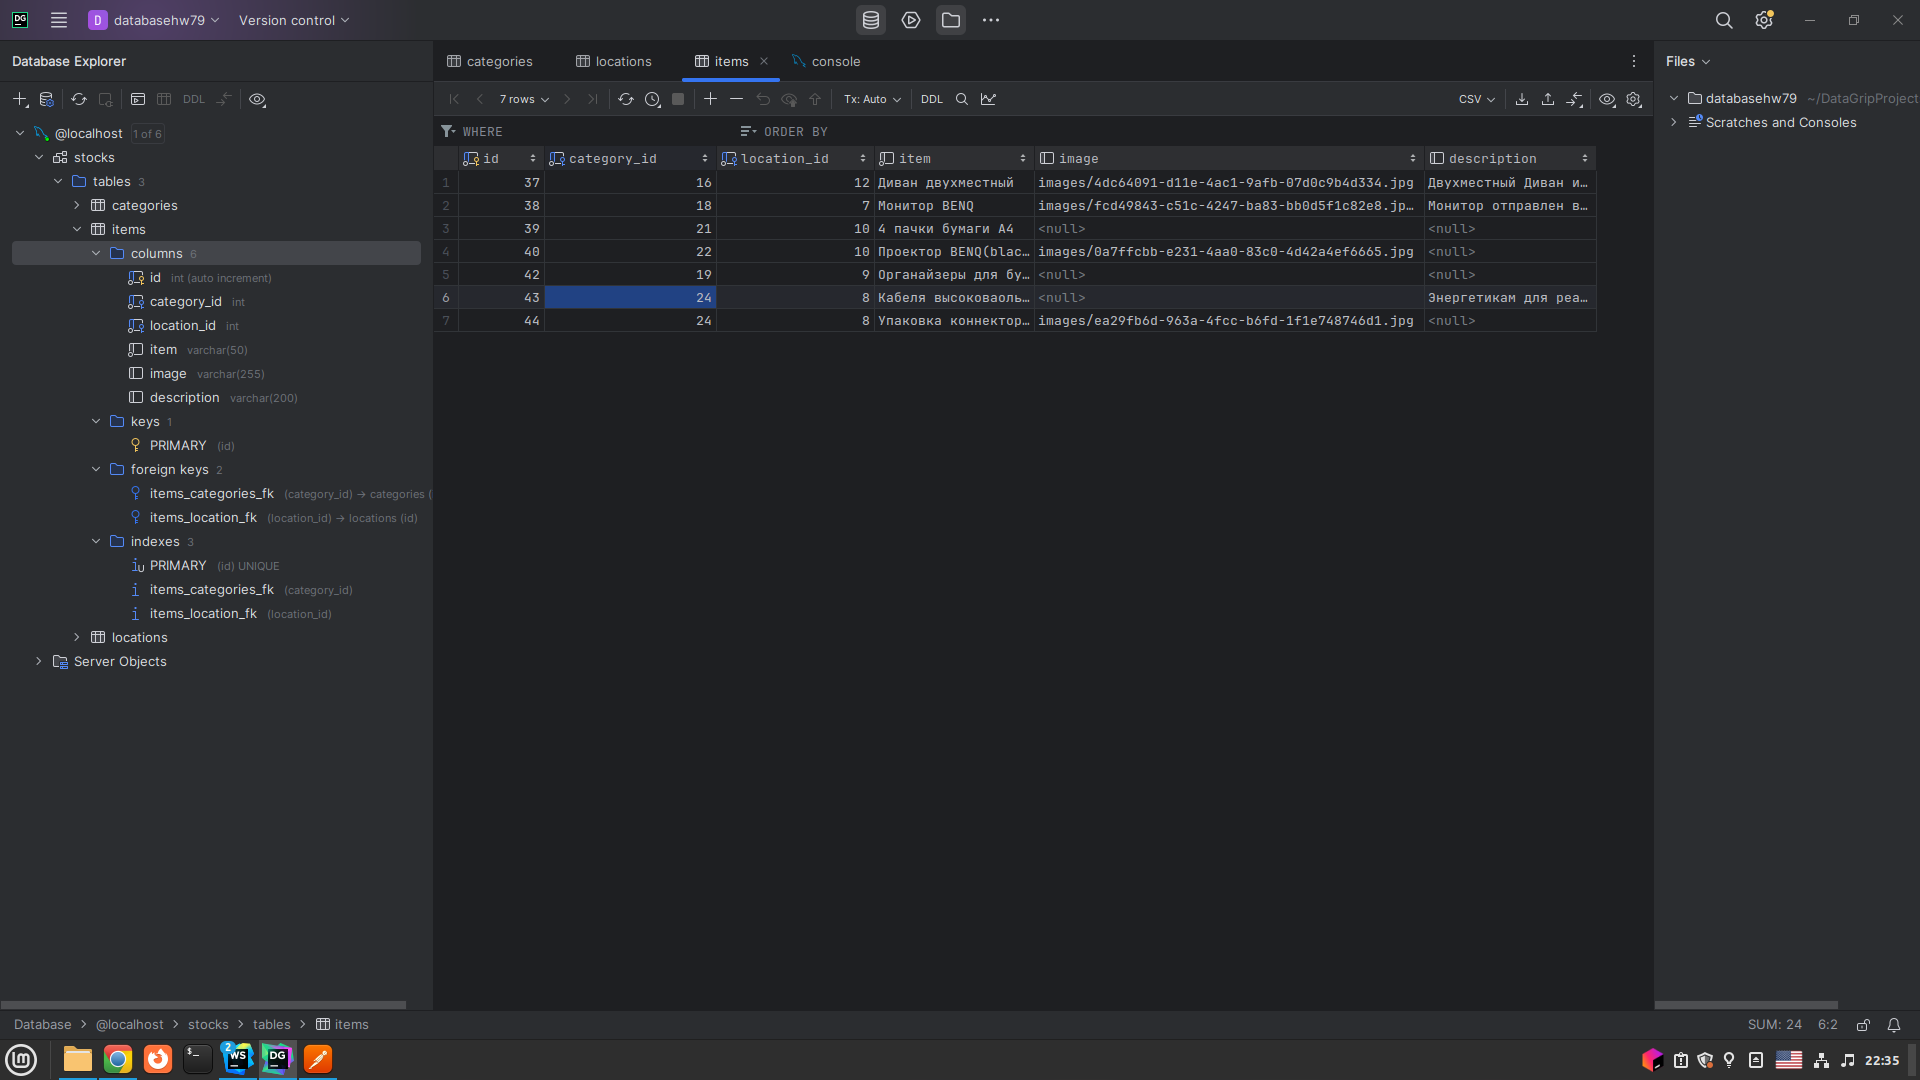 DG
D databasehw79
Version control
Database Explorer
categories
locations
items
console
Files
DDL
7 rows
Tx: Auto
DDL
CSV
databasehw79 ~/DataGripProject
Scratches and Consoles
WHERE
ORDER BY
@localhost 1 of 6
stocks
tables 3
categories
items
columns 6
id int (auto increment)
category_id int
location_id int
item varchar(50)
image varchar(255)
description varchar(200)
keys 1
PRIMARY (id)
foreign keys 2
items_categories_fk (category_id) → categories (
items_location_fk (location_id) → locations (id)
indexes 3
PRIMARY (id) UNIQUE
items_categories_fk (category_id)
items_location_fk (location_id)
locations
Server Objects
id category_id location_id item image description
1 37 16 12 Диван двухместный images/4dc64091-d11e-4ac1-9afb-07d0c9b4d334.jpg Двухместный Диван и…
2 38 18 7 Монитор BENQ images/fcd49843-c51c-4247-ba83-bb0d5f1c82e8.jp… Монитор отправлен в…
3 39 21 10 4 пачки бумаги А4 <null> <null>
4 40 22 10 Проектор BENQ(blac… images/0a7ffcbb-e231-4aa0-83c0-4d42a4ef6665.jpg <null>
5 42 19 9 Органайзеры для бу… <null> <null>
6 43 24 8 Кабеля высоковаоль… <null> Энергетикам для реа…
7 44 24 8 Упаковка коннектор… images/ea29fb6d-963a-4fcc-b6fd-1f1e748746d1.jpg <null>
Database > @localhost > stocks > tables > items
SUM: 24 6:2
2
WS
DG
22:35